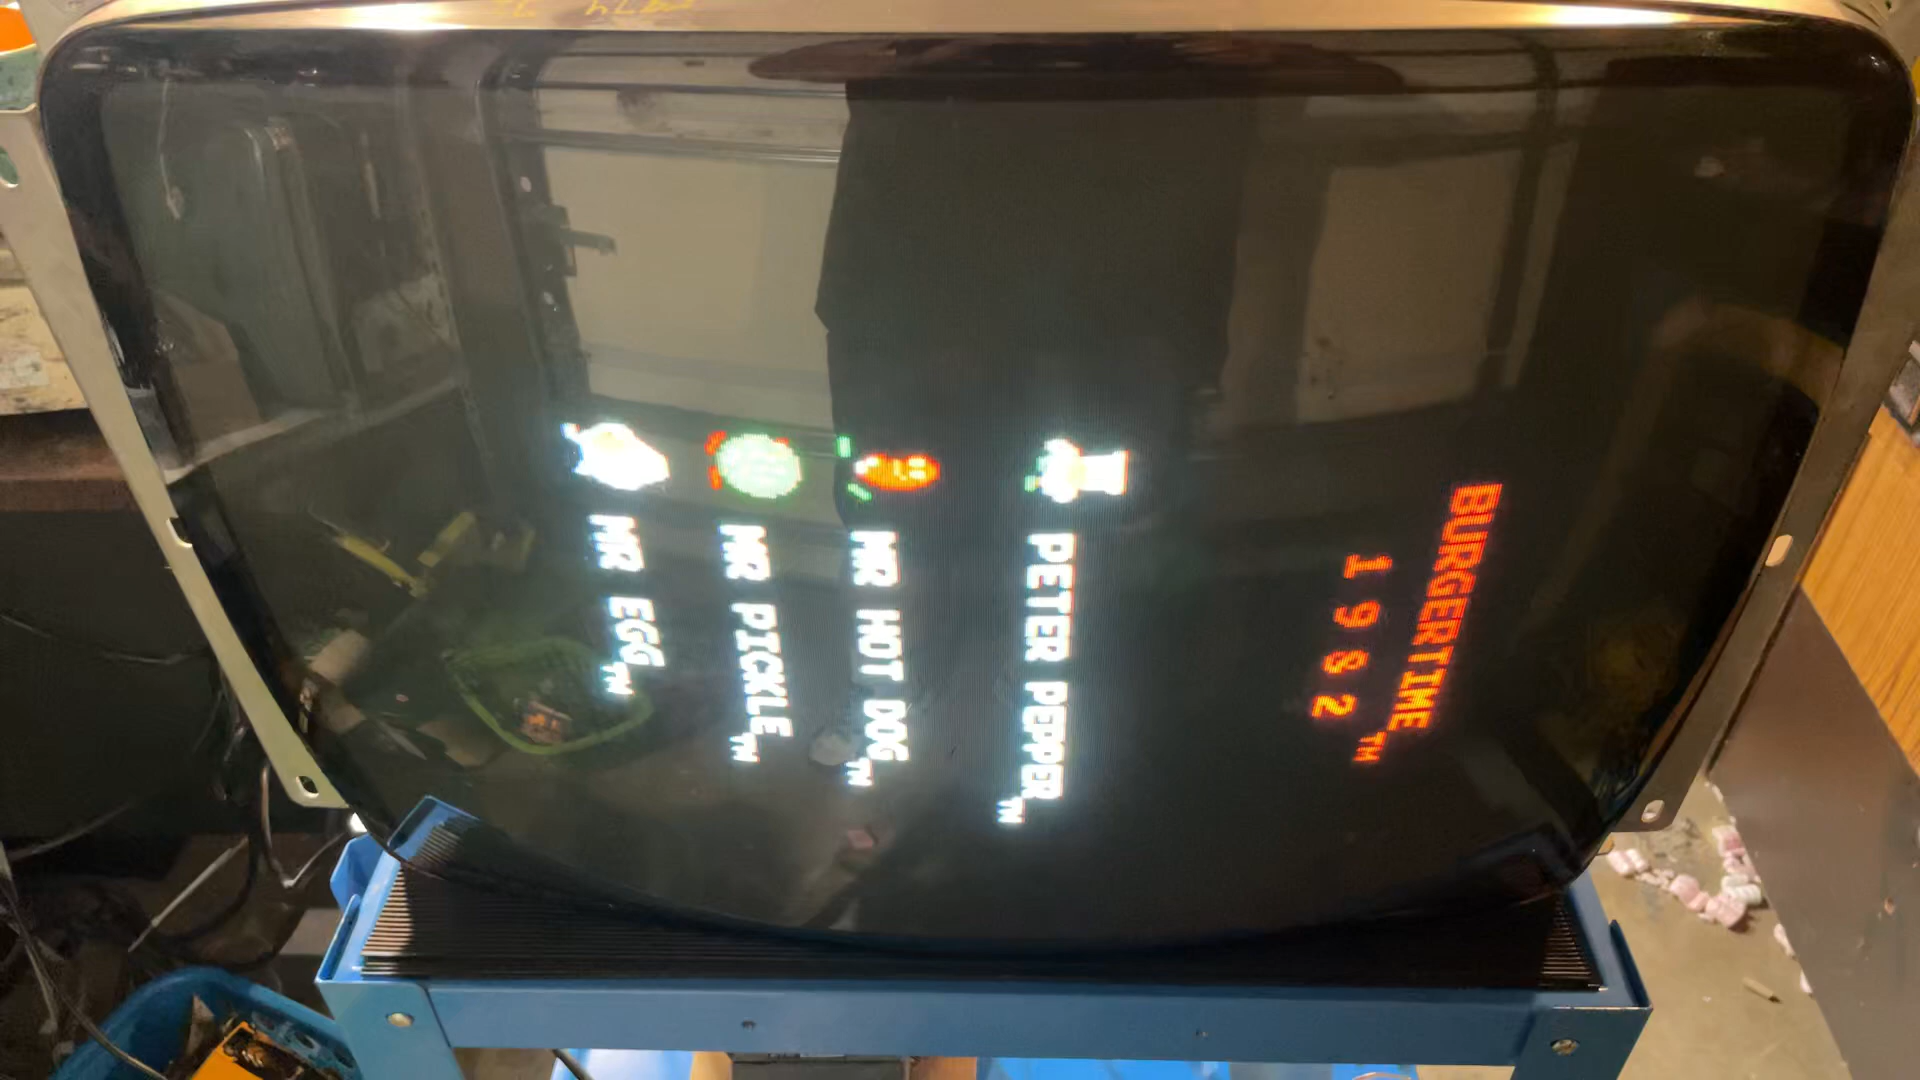 BURGERTIME™
1982
PETER PEPPER™
MR HOT DOG™
MR PICKLE™
MR EGG™